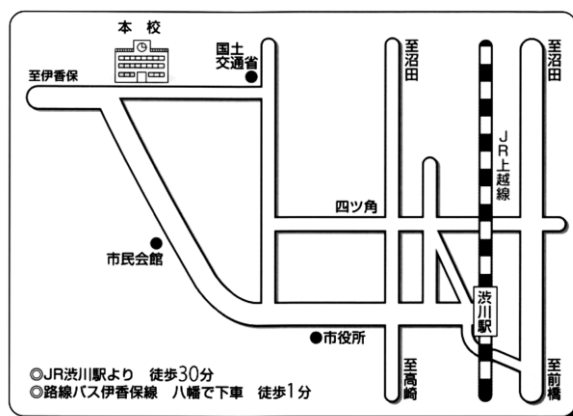 本校
国土
交通省
至沼田
至沼田
至伊香保
JR上越線
四ツ角
市民会館
渋川駅
市役所
至高崎
至前橋
◎JR渋川駅より 徒歩30分
◎路線バス伊香保線 八幡で下車 徒歩1分